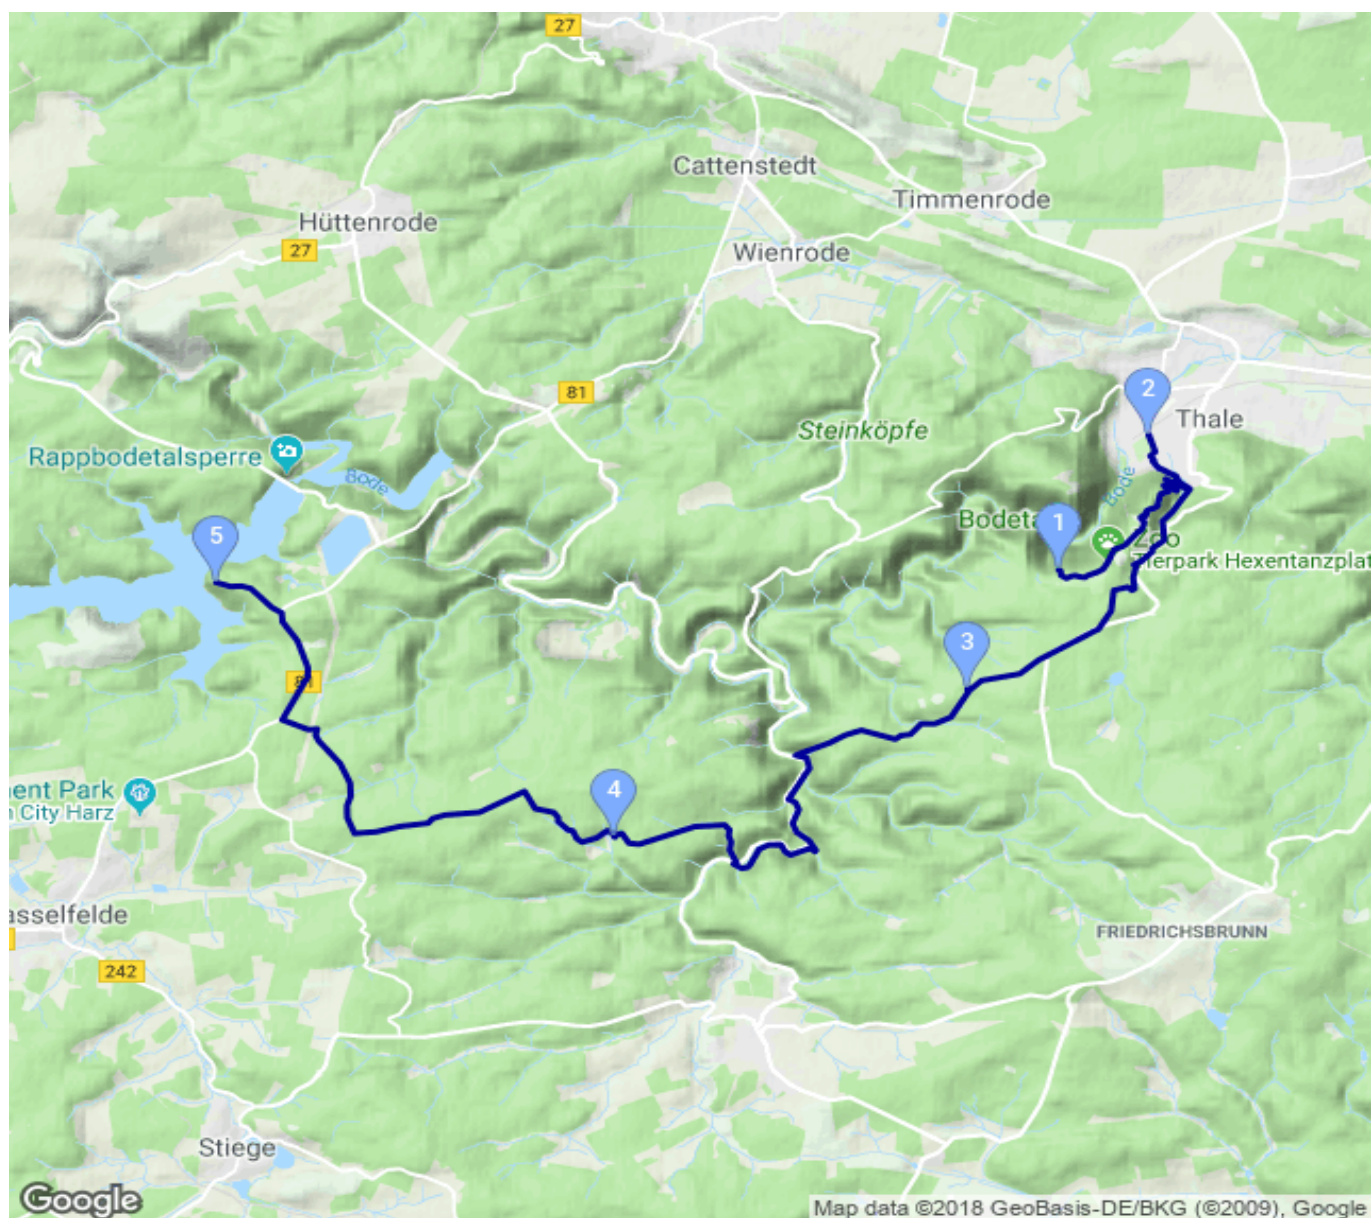 27
Cattenstedt
Timmenrode
Hüttenrode
27
Wienrode
81
2
Thale
Steinköpfe
Rappbodetalsperre
Bode
Bode
5
1
Bodeta
Zoo
Tierpark Hexentanzplat
3
81
ment Park
n City Harz
4
asselfelde
FRIEDRICHSBRUNN
242
Stiege
Google
Map data ©2018 GeoBasis-DE/BKG (©2009), Google